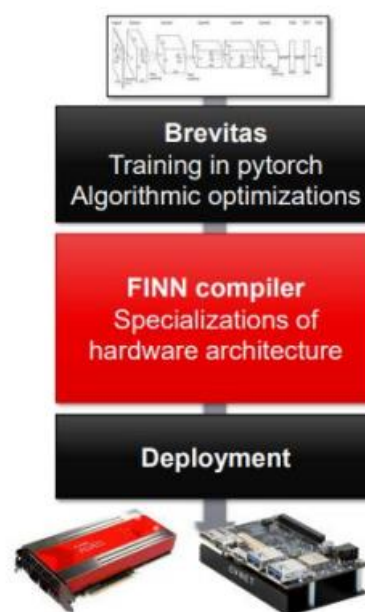 Brevitas
Training in pytorch
Algorithmic optimizations
FINN compiler
Specializations of
hardware architecture
Deployment